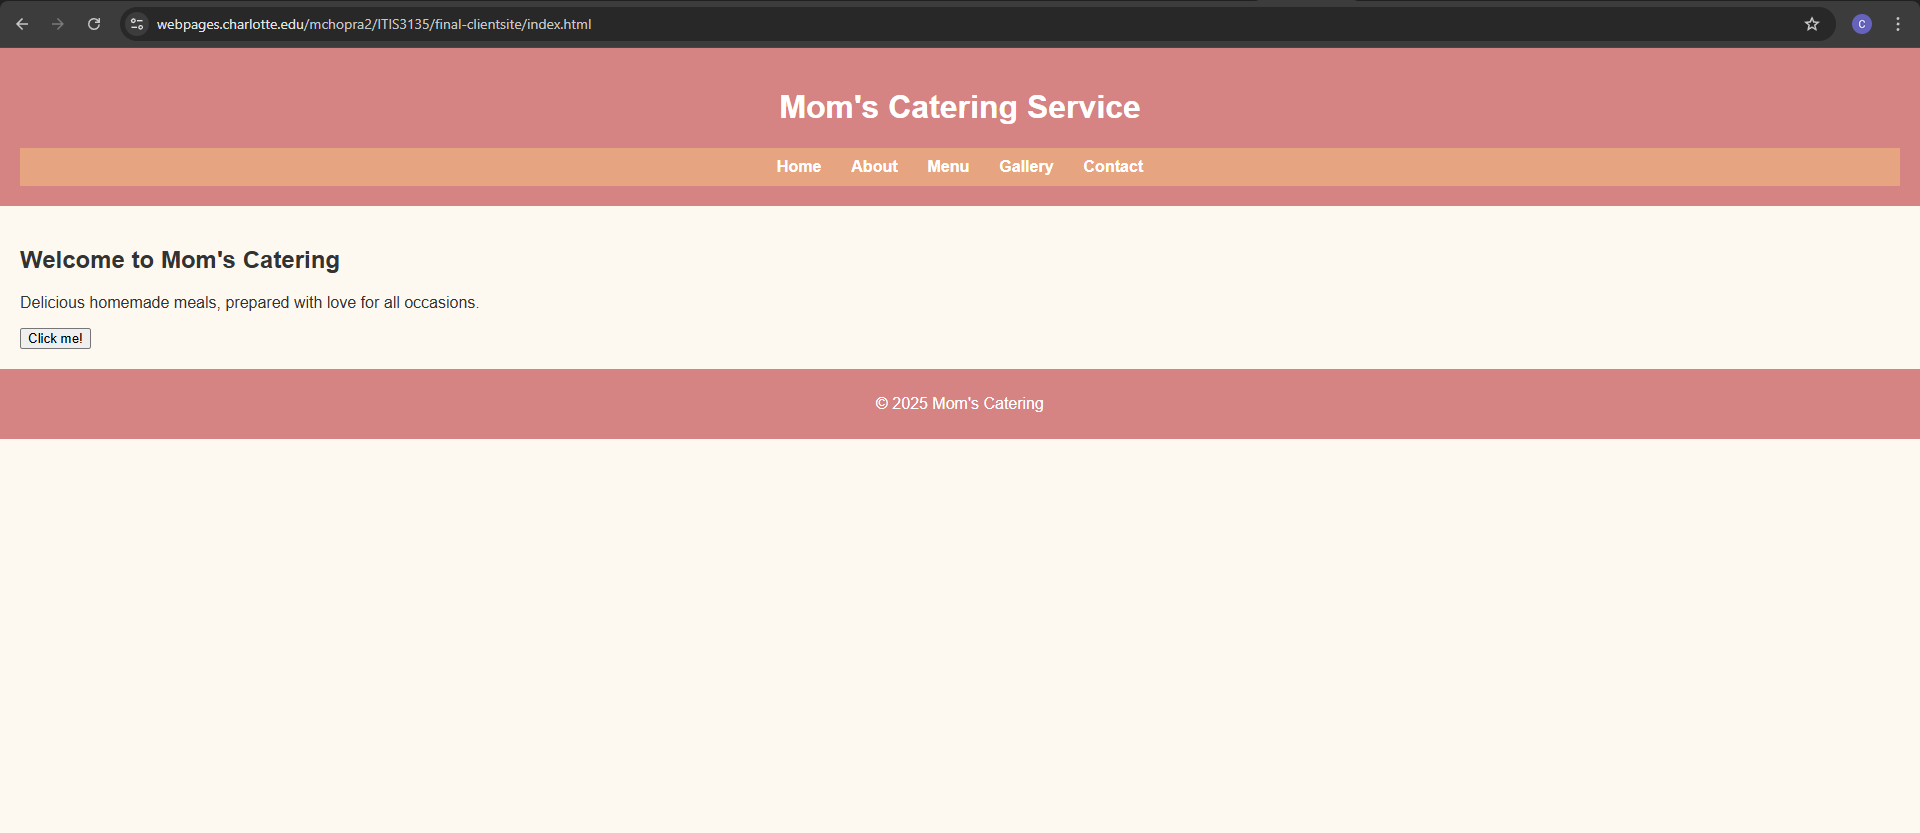 webpages.charlotte.edu/mchopra2/ITIS3135/final-clientsite/index.html
C
Mom's Catering Service
Home About Menu Gallery Contact
Welcome to Mom's Catering
Delicious homemade meals, prepared with love for all occasions.
Click me!
© 2025 Mom's Catering